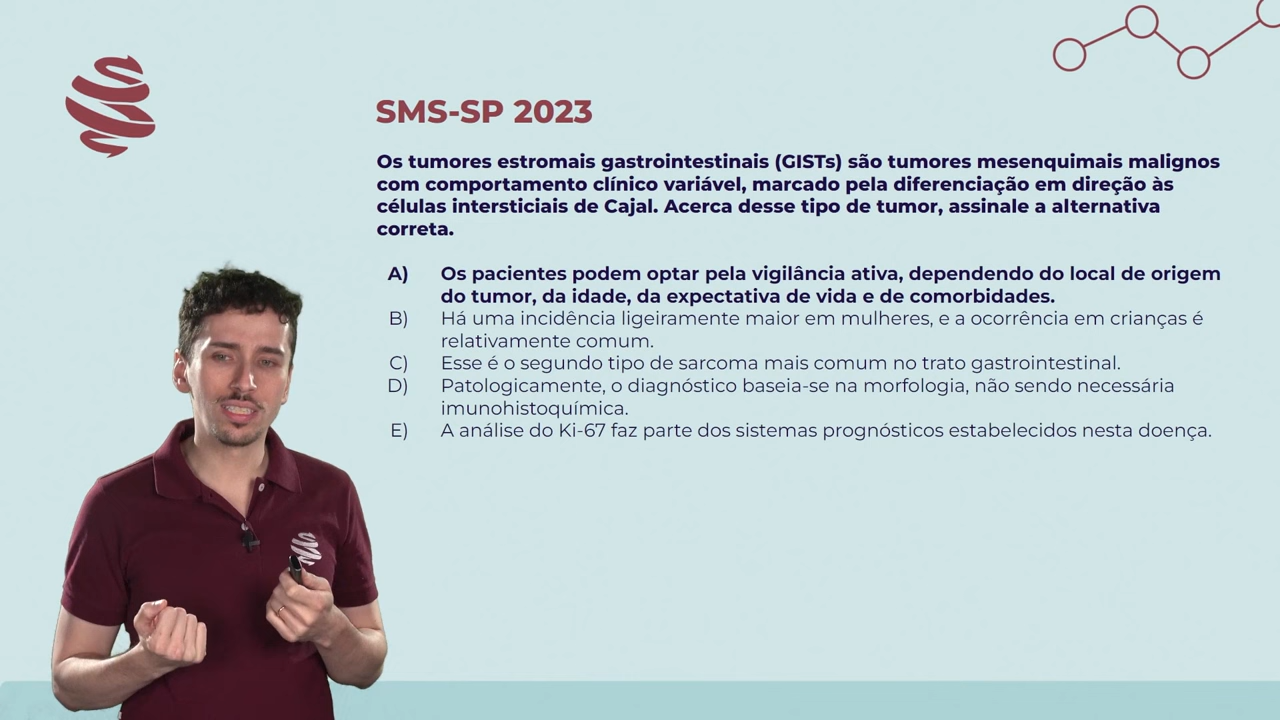 SMS-SP 2023
Os tumores estromais gastrointestinais (GISTs) são tumores mesenquimais malignos
com comportamento clínico variável, marcado pela diferenciação em direção às
células intersticiais de Cajal. Acerca desse tipo de tumor, assinale a alternativa
correta.
A) Os pacientes podem optar pela vigilância ativa, dependendo do local de origem
do tumor, da idade, da expectativa de vida e de comorbidades.
B) Há uma incidência ligeiramente maior em mulheres, e a ocorrência em crianças é
relativamente comum.
C) Esse é o segundo tipo de sarcoma mais comum no trato gastrointestinal.
D) Patologicamente, o diagnóstico baseia-se na morfologia, não sendo necessária
imunohistoquímica.
E) A análise do Ki-67 faz parte dos sistemas prognósticos estabelecidos nesta doença.